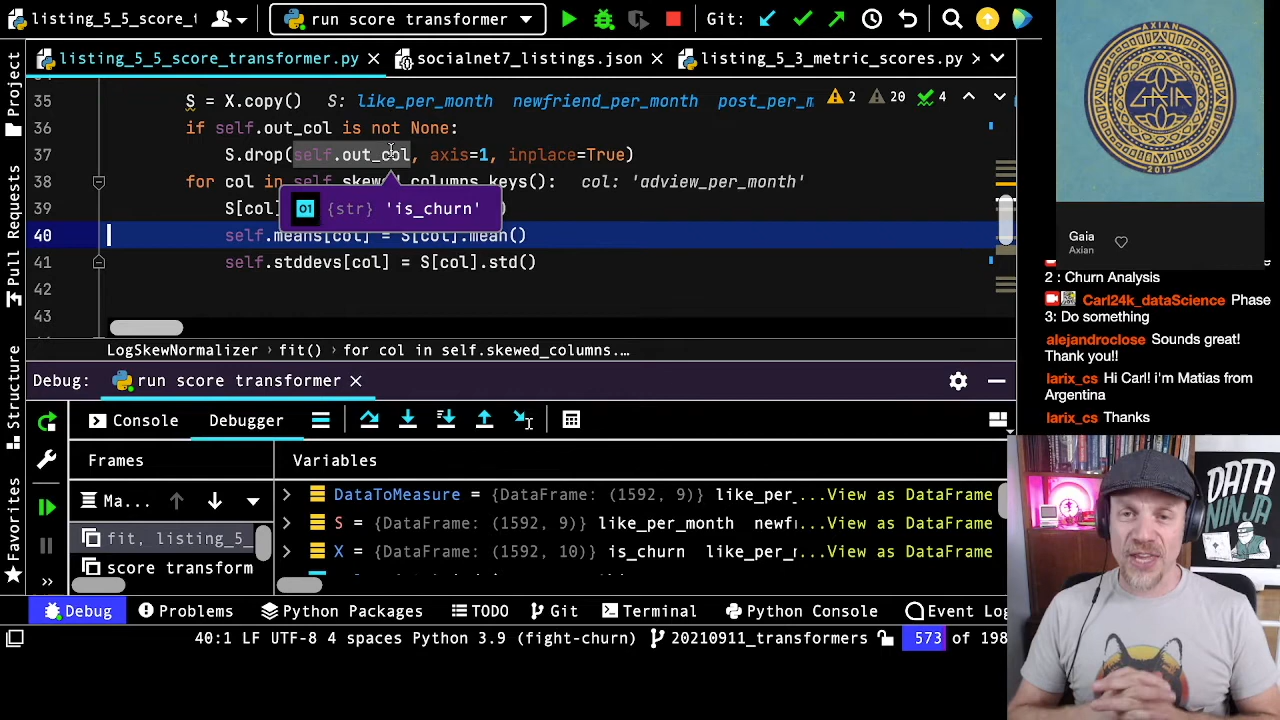 listing_5_5_score_t
run score transformer
Git:
listing_5_5_score_transformer.py
socialnet7_listings.json
listing_5_3_metric_scores.py
Project
Pull Requests
Structure
Favorites
35 S = X.copy() S: like_per_month newfriend_per_month post_per_m
2 20 4
36 if self.out_col is not None:
37 S.drop(self.out_col, axis=1, inplace=True)
38 for col in self.skewed_columns.keys(): col: 'adview_per_month'
39 S[col] )
01 {str} 'is_churn'
40 self.means[col] = S[col].mean()
41 self.stddevs[col] = S[col].std()
42
43
LogSkewNormalizer > fit() > for col in self.skewed_columns.…
Debug: run score transformer
Console Debugger
Frames Variables
Ma...
fit, listing_5_
score transform
DataToMeasure = {DataFrame: (1592, 9)} like_per_...View as DataFrame
S = {DataFrame: (1592, 9)} like_per_month newfr...View as DataFrame
X = {DataFrame: (1592, 10)} is_churn like_per_r...View as DataFrame
Debug Problems Python Packages TODO Git Terminal Python Console Event Log
40:1 LF UTF-8 4 spaces Python 3.9 (fight-churn) 20210911_transformers 573 of 198
AXIAN
GAIA
2017
Gaia
Axian
2 : Churn Analysis
Carl24k_dataScience Phase
3: Do something
alejandroclose Sounds great!
Thank you!!
larix_cs Hi Carl! i'm Matias from
Argentina
larix_cs Thanks
DATA
NINJA